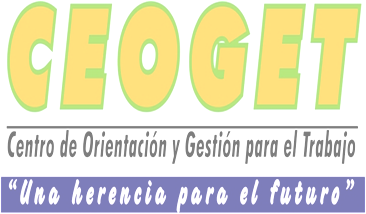 CEOGET
Centro de Orientación y Gestión para el Trabajo
"Una herencia para el futuro"